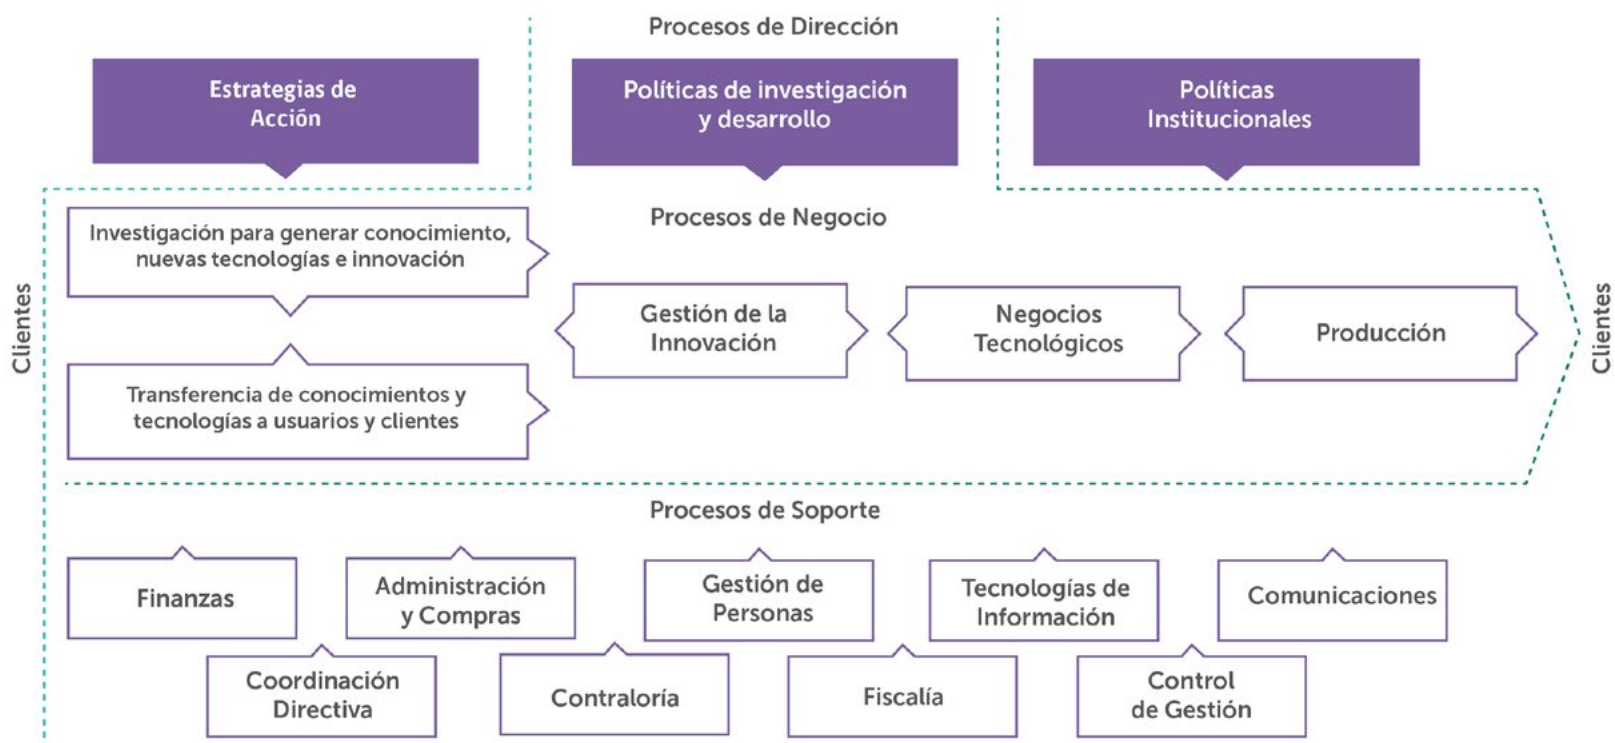 Procesos de Dirección
Estrategias de
Acción
Políticas de investigación
y desarrollo
Políticas
Institucionales
Clientes
Procesos de Negocio
Investigación para generar conocimiento,
nuevas tecnologías e innovación
Transferencia de conocimientos y
tecnologías a usuarios y clientes
Gestión de la
Innovación
Negocios
Tecnológicos
Producción
Clientes
Procesos de Soporte
Finanzas
Administración
y Compras
Gestión de
Personas
Tecnologías de
Información
Comunicaciones
Coordinación
Directiva
Contraloría
Fiscalía
Control
de Gestión